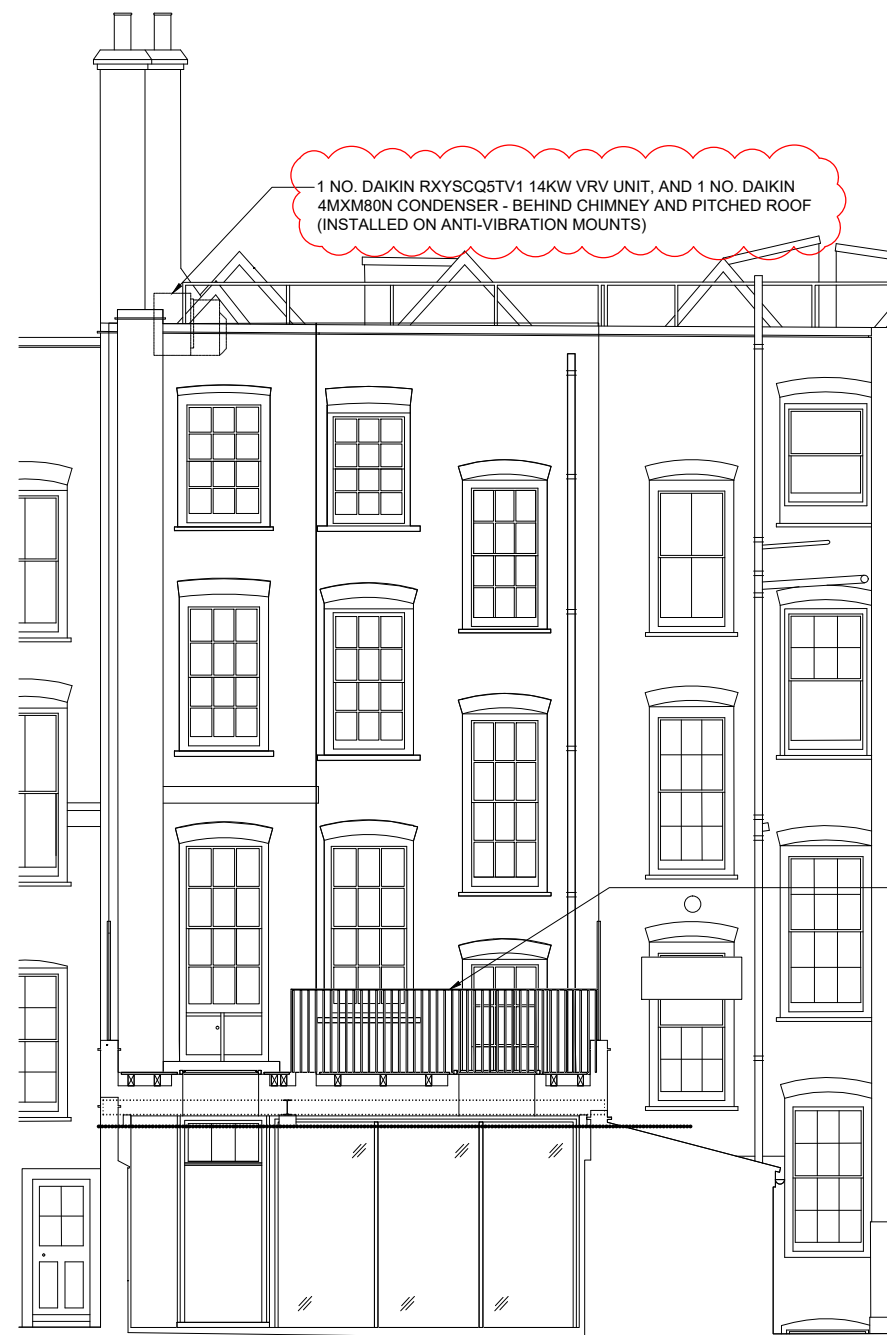 1 NO. DAIKIN RXYSCQ5TV1 14KW VRV UNIT, AND 1 NO. DAIKIN
4MXM80N CONDENSER - BEHIND CHIMNEY AND PITCHED ROOF
(INSTALLED ON ANTI-VIBRATION MOUNTS)